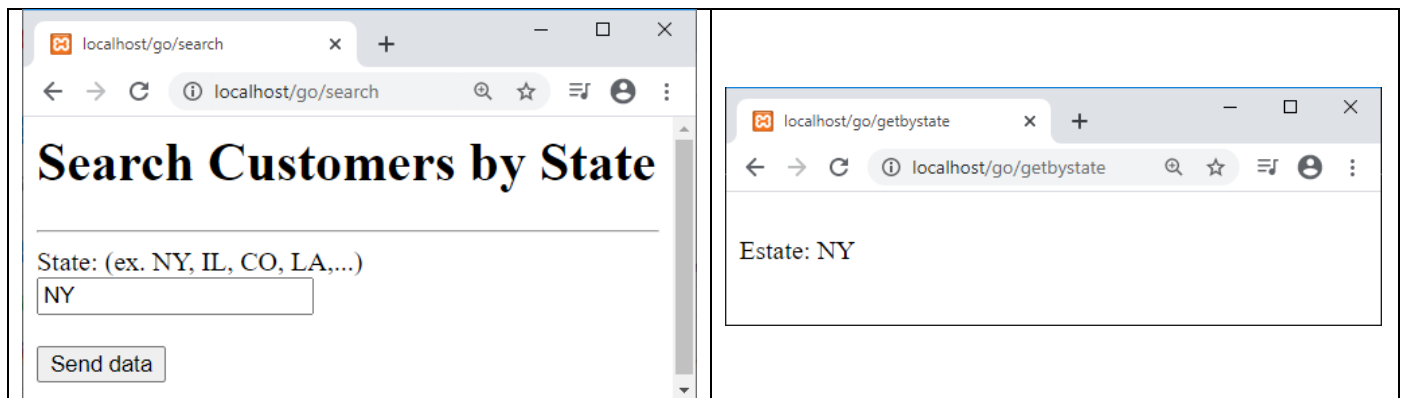 localhost/go/search
localhost/go/search
Search Customers by State
State: (ex. NY, IL, CO, LA,...)
NY
Send data
localhost/go/getbystate
localhost/go/getbystate
Estate: NY